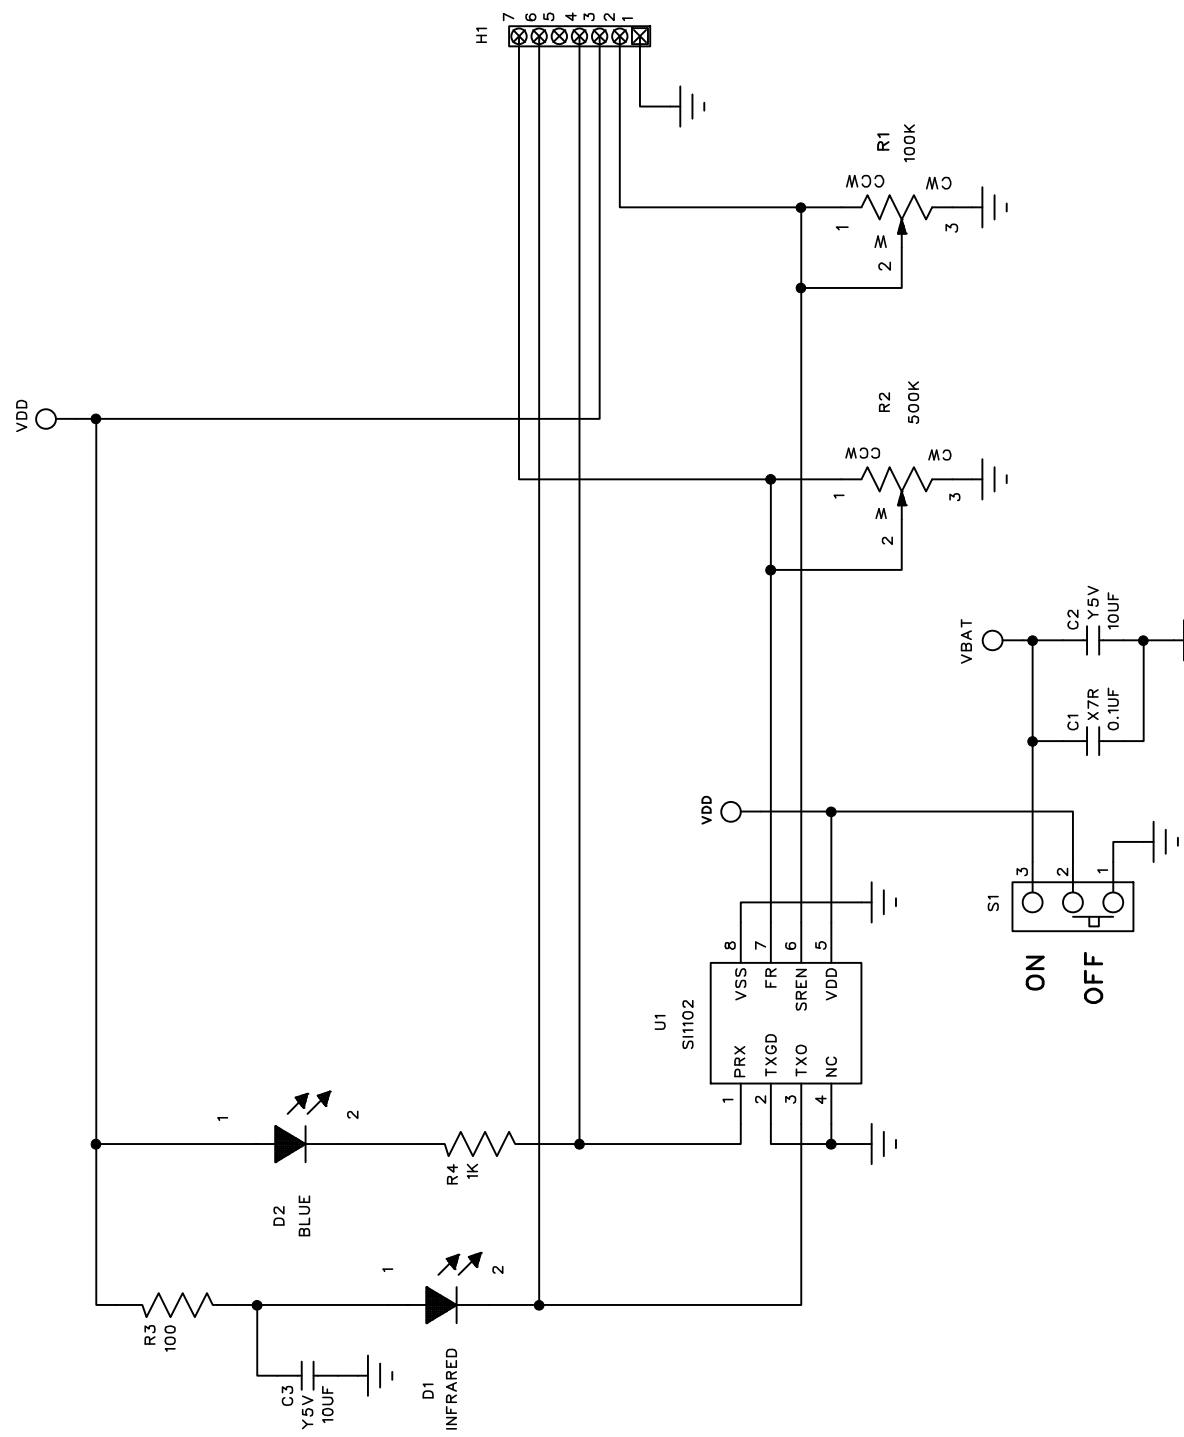 H1
7
6
5
4
3
2
1
R1
100K
CCW
CW
1
W
2
3
VDD
R2
500K
CCW
CW
1
W
2
3
VBAT
C2
Y5V
10UF
C1
X7R
0.1UF
VDD
S1
3
2
1
ON
OFF
U1
SI1102
8
7
6
5
VSS
FR
SREN
VDD
PRX
TXGD
TXO
NC
1
2
3
4
1
2
D2
BLUE
R4
1K
1
2
D1
INFRARED
R3
100
C3
Y5V
10UF